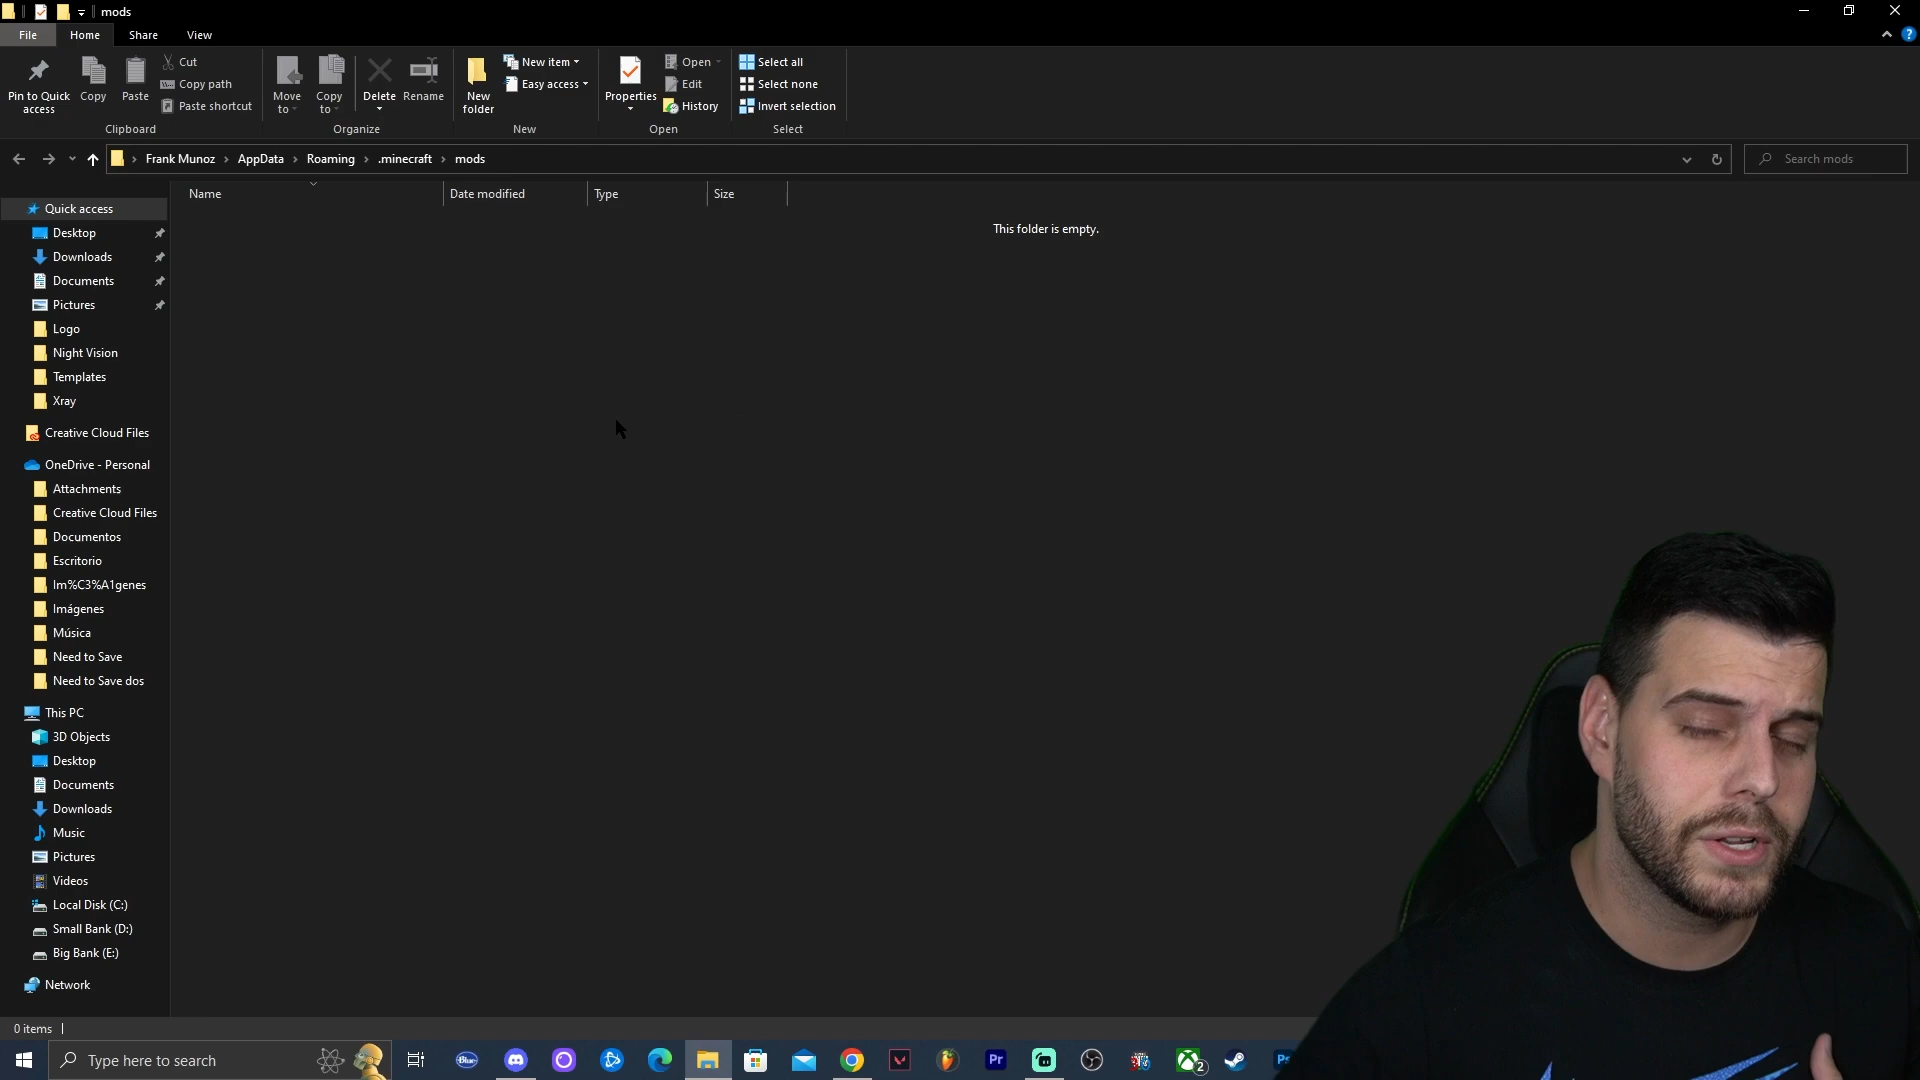 mods
File Home Share View
Pin to Quick access
Copy
Paste
Cut
Copy path
Paste shortcut
Clipboard
Move to
Copy to
Delete
Rename
Organize
New folder
New item
Easy access
New
Properties
Open
Edit
History
Open
Select all
Select none
Invert selection
Select
Frank Munoz AppData Roaming .minecraft mods
Search mods
Name Date modified Type Size
This folder is empty.
Quick access
Desktop
Downloads
Documents
Pictures
Logo
Night Vision
Templates
Xray
Creative Cloud Files
OneDrive - Personal
Attachments
Creative Cloud Files
Documentos
Escritorio
Im%C3%A1genes
Imágenes
Música
Need to Save
Need to Save dos
This PC
3D Objects
Desktop
Documents
Downloads
Music
Pictures
Videos
Local Disk (C:)
Small Bank (D:)
Big Bank (E:)
Network
0 items
Type here to search
Blue
Pr
2
Ps